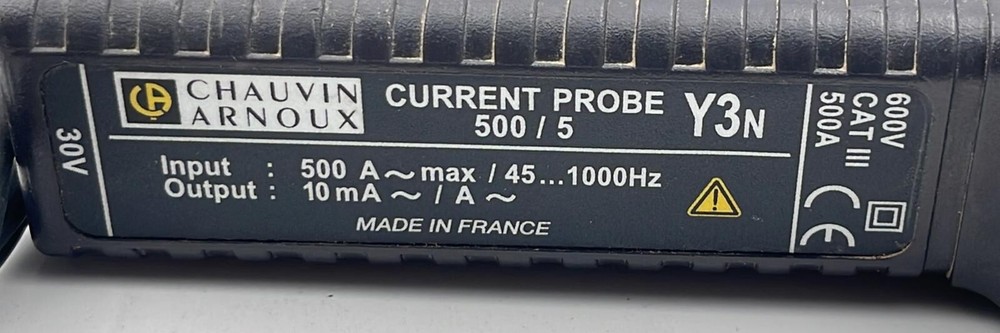 30V
CA CHAUVIN
ARNOUX
CURRENT PROBE
500 / 5
Y3N
Input : 500 A ~ max / 45...1000Hz
Output : 10 mA ~ / A ~
MADE IN FRANCE
600V
CAT III
500A
CE